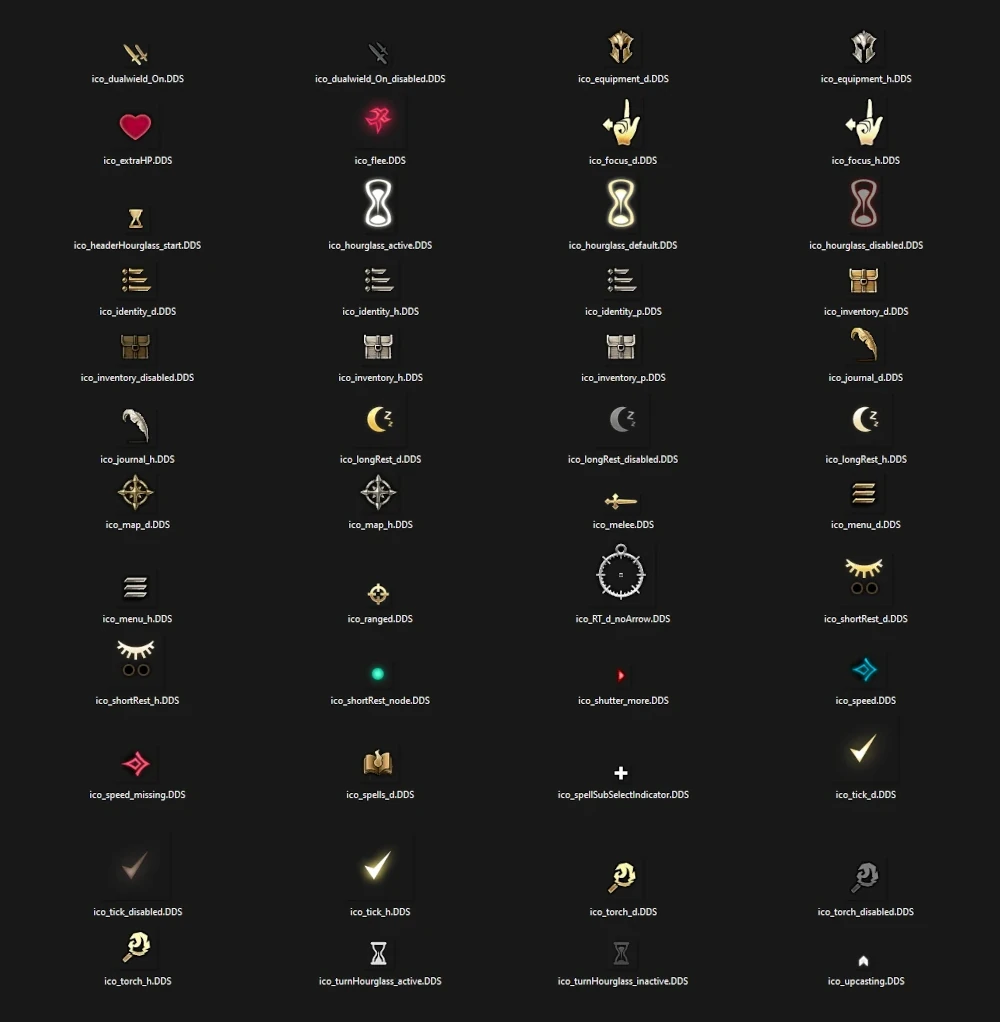 ico_dualwield_On.DDS
ico_dualwield_On_disabled.DDS
ico_equipment_d.DDS
ico_equipment_h.DDS
ico_extraHP.DDS
ico_flee.DDS
ico_focus_d.DDS
ico_focus_h.DDS
ico_headerHourglass_start.DDS
ico_hourglass_active.DDS
ico_hourglass_default.DDS
ico_hourglass_disabled.DDS
ico_identity_d.DDS
ico_identity_h.DDS
ico_identity_p.DDS
ico_inventory_d.DDS
ico_inventory_disabled.DDS
ico_inventory_h.DDS
ico_inventory_p.DDS
ico_journal_d.DDS
ico_journal_h.DDS
ico_longRest_d.DDS
ico_longRest_disabled.DDS
ico_longRest_h.DDS
ico_map_d.DDS
ico_map_h.DDS
ico_melee.DDS
ico_menu_d.DDS
ico_menu_h.DDS
ico_ranged.DDS
ico_RT_d_noArrow.DDS
ico_shortRest_d.DDS
ico_shortRest_h.DDS
ico_shortRest_node.DDS
ico_shutter_more.DDS
ico_speed.DDS
ico_speed_missing.DDS
ico_spells_d.DDS
ico_spellSubSelectIndicator.DDS
ico_tick_d.DDS
ico_tick_disabled.DDS
ico_tick_h.DDS
ico_torch_d.DDS
ico_torch_disabled.DDS
ico_torch_h.DDS
ico_turnHourglass_active.DDS
ico_turnHourglass_inactive.DDS
ico_upcasting.DDS